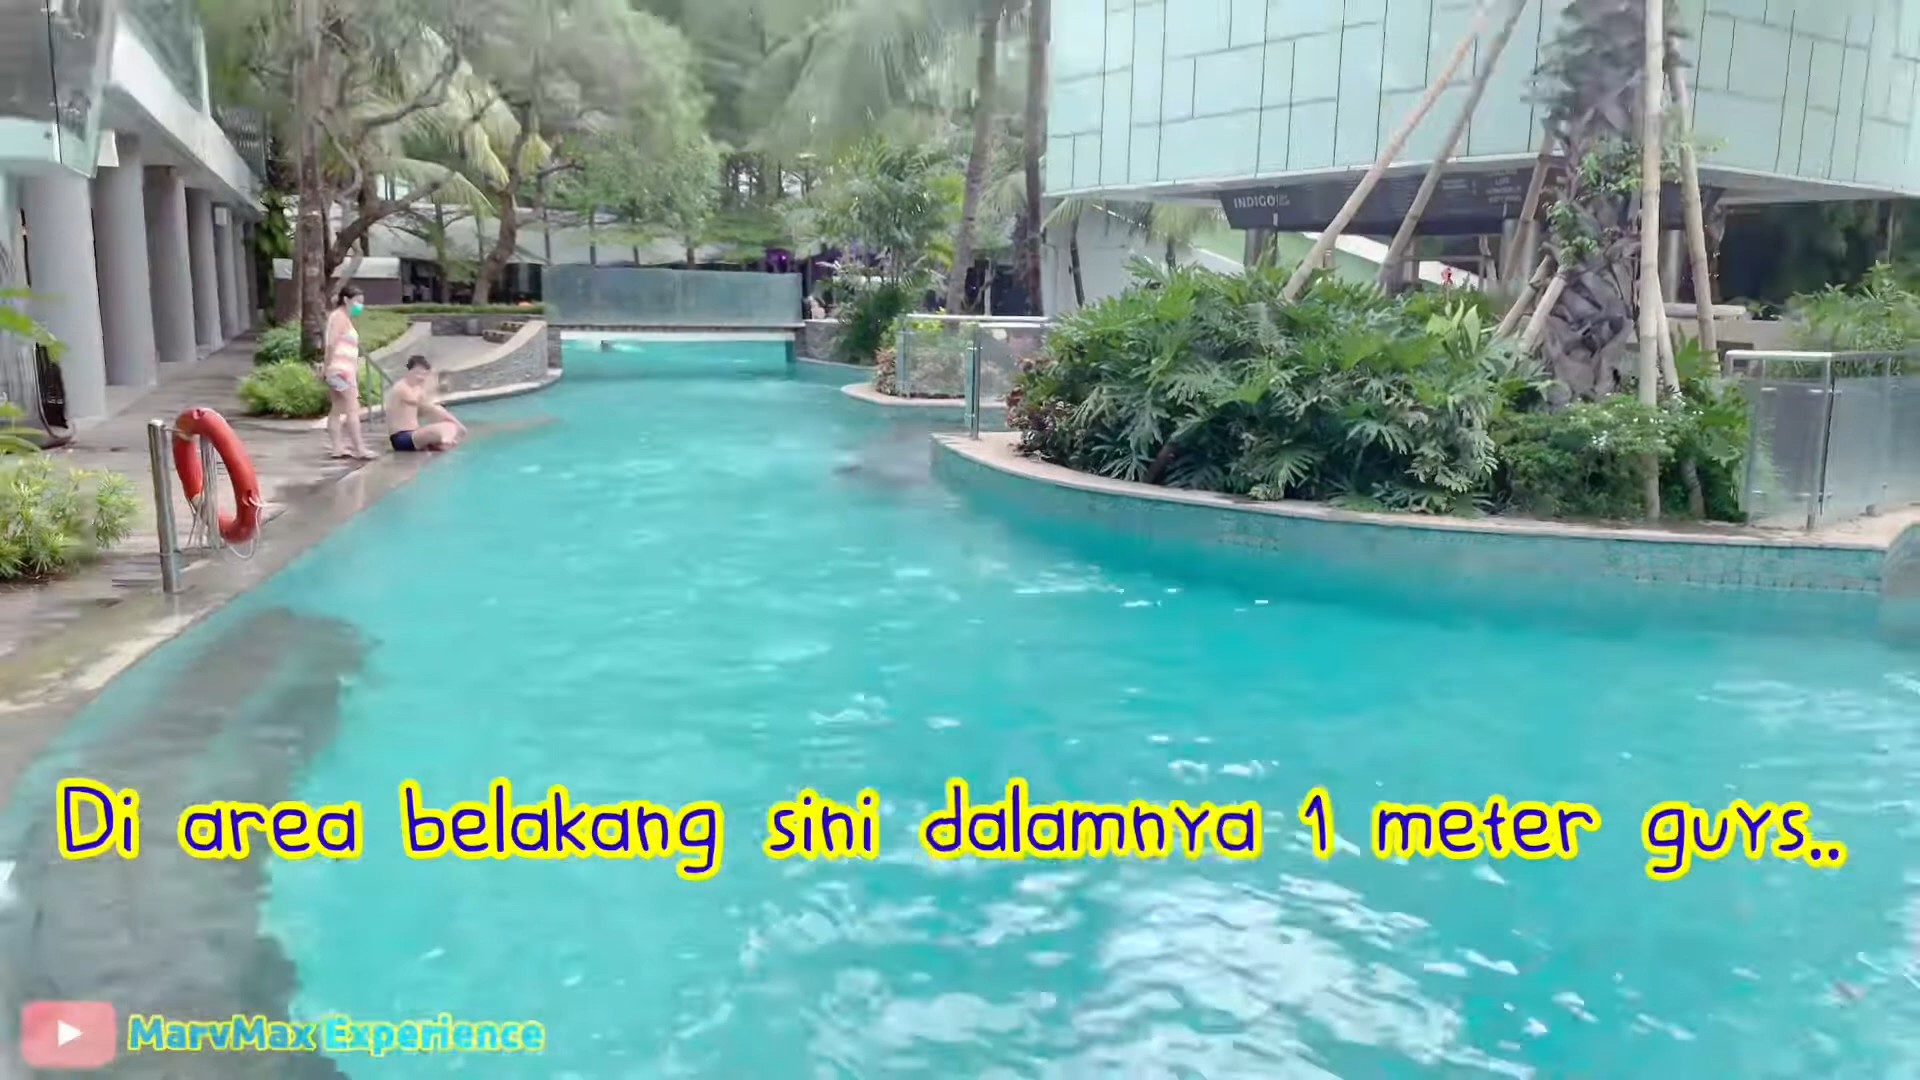 INDIGO
Di area belakang sini dalamnya 1 meter guys..
MarvMax Experience